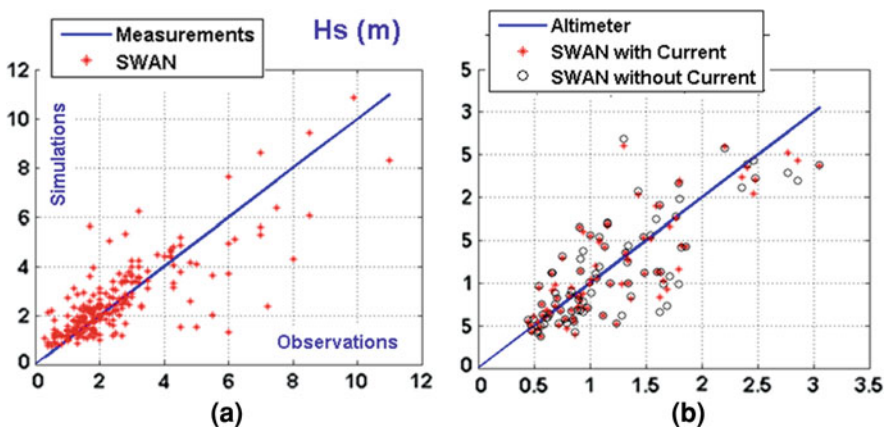 Measurements
SWAN
Hs (m)
12
10
8
6
4
2
0
Simulations
Observations
0 2 4 6 8 10 12
(a)
Altimeter
SWAN with Current
SWAN without Current
5
3
5
2
5
1
5
0
0 0.5 1 1.5 2 2.5 3 3.5
(b)